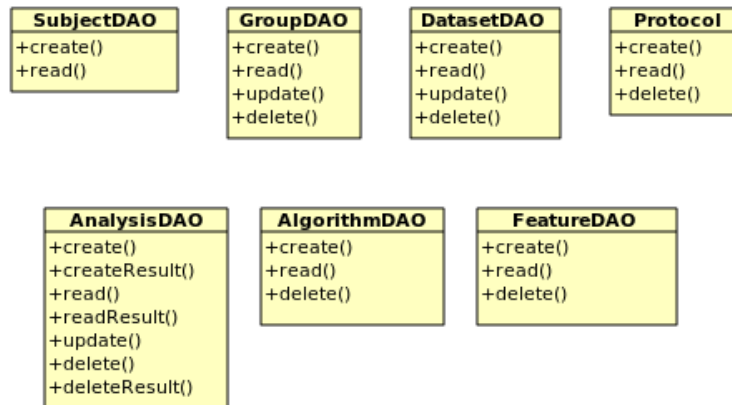 SubjectDAO
+create()
+read()
GroupDAO
+create()
+read()
+update()
+delete()
DatasetDAO
+create()
+read()
+update()
+delete()
Protocol
+create()
+read()
+delete()
AnalysisDAO
+create()
+createResult()
+read()
+readResult()
+update()
+delete()
+deleteResult()
AlgorithmDAO
+create()
+read()
+delete()
FeatureDAO
+create()
+read()
+delete()